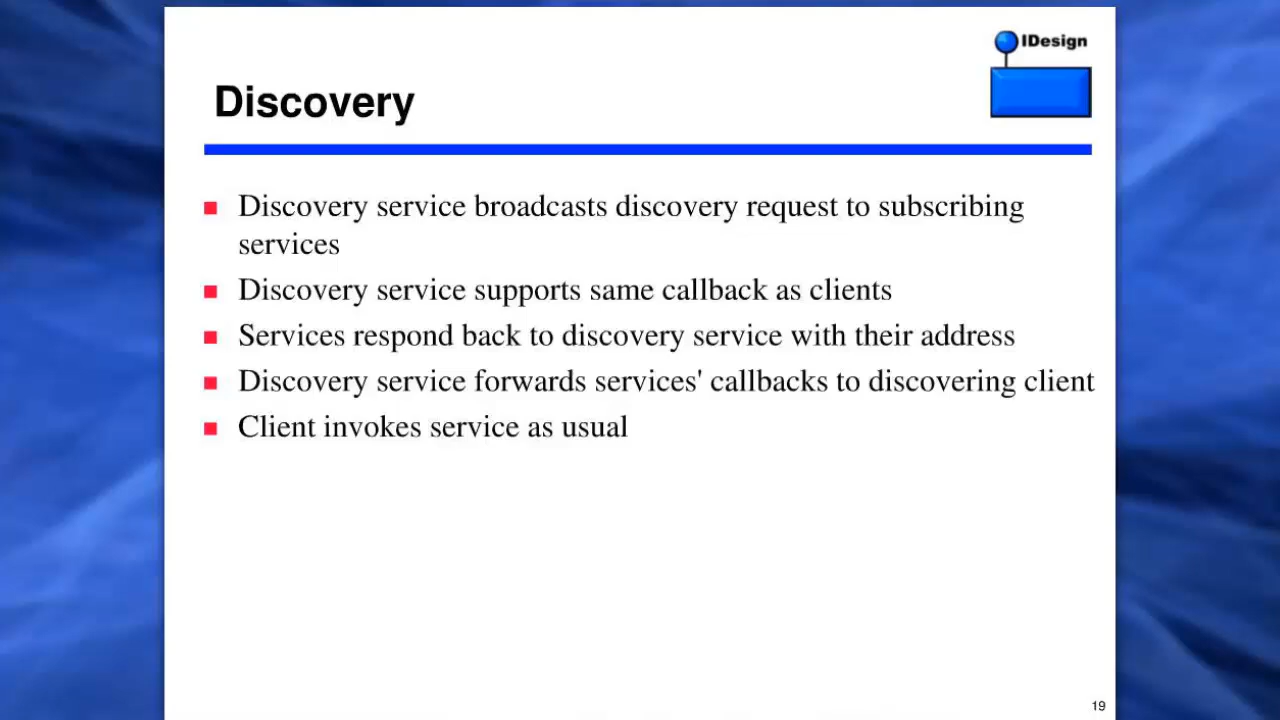 IDesign
Discovery
Discovery service broadcasts discovery request to subscribing
services
Discovery service supports same callback as clients
Services respond back to discovery service with their address
Discovery service forwards services' callbacks to discovering client
Client invokes service as usual
19